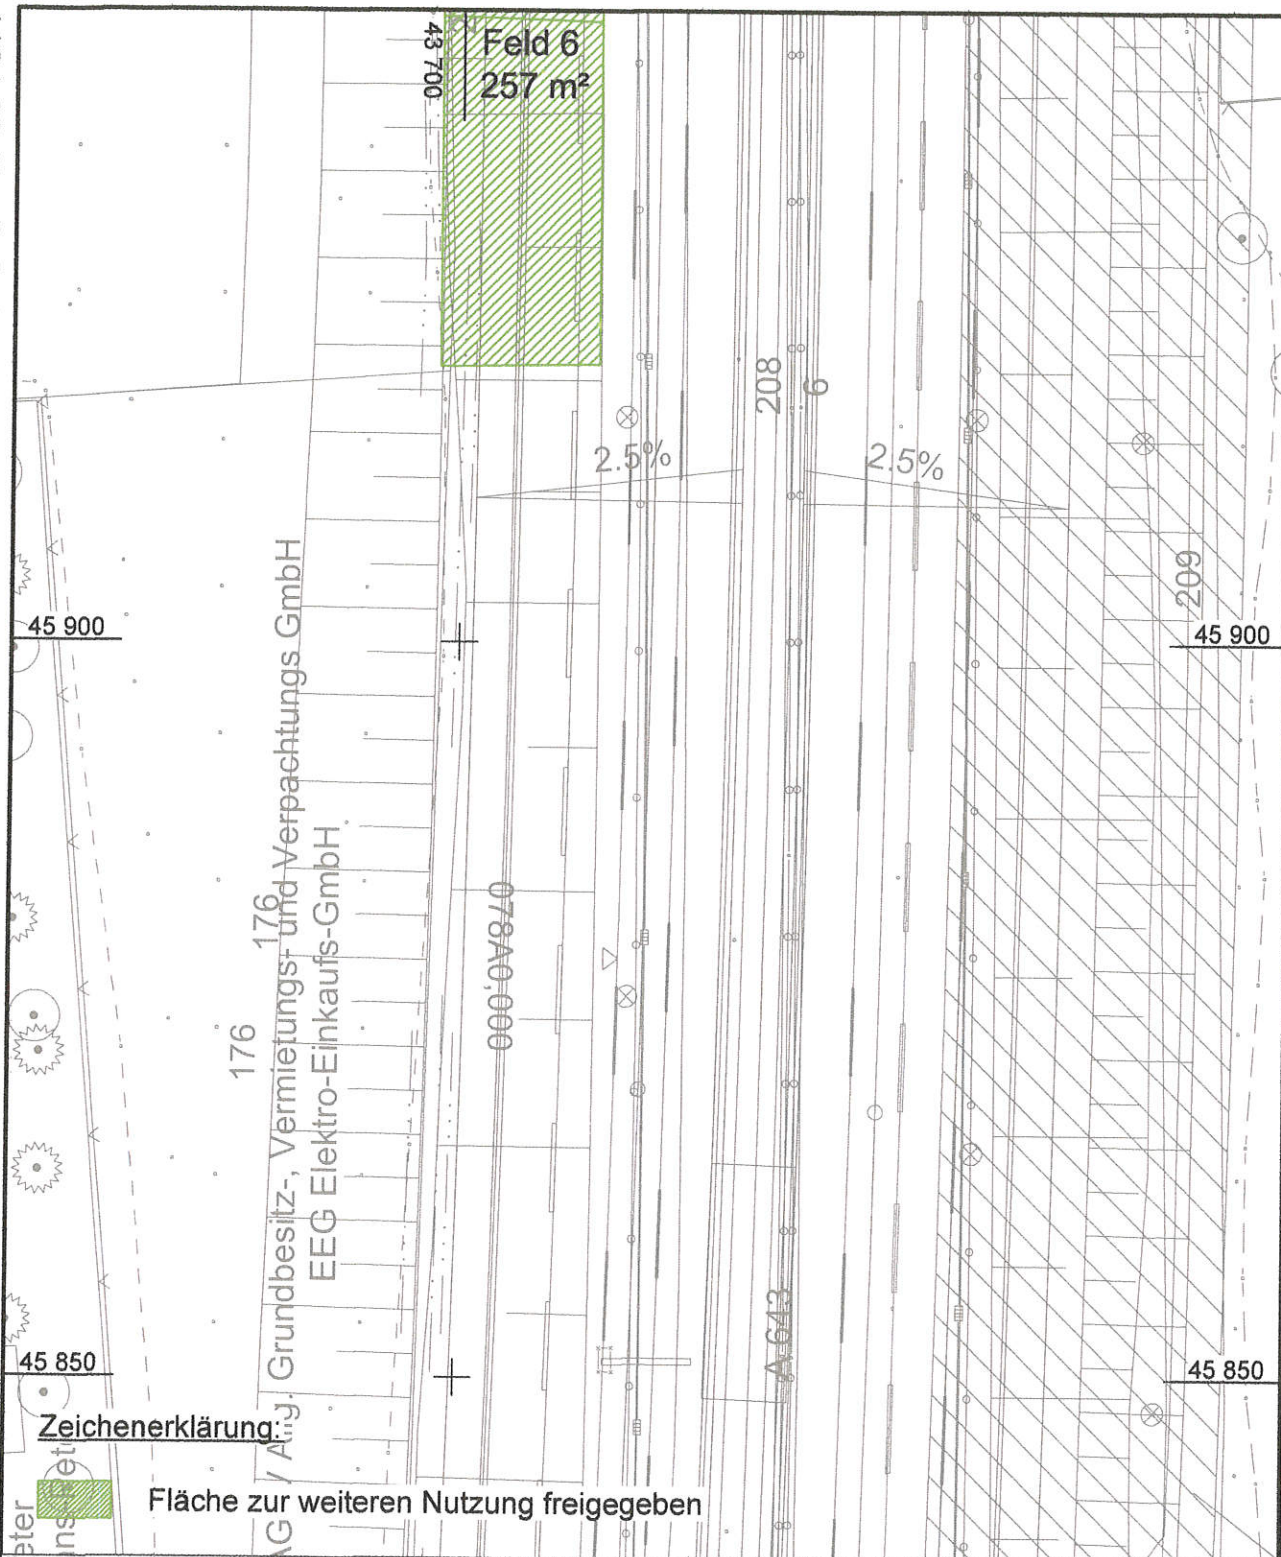 43 700
Feld 6
257 m²
208
6
2.5%
2.5%
209
45 900
45 900
Grundbesitz-, Vermietungs- und Verpachtungs GmbH
EEG Elektro-Einkaufs-GmbH
176
176
078A0,000
A 643
45 850
45 850
Zeichenerklärung:
Fläche zur weiteren Nutzung freigegeben